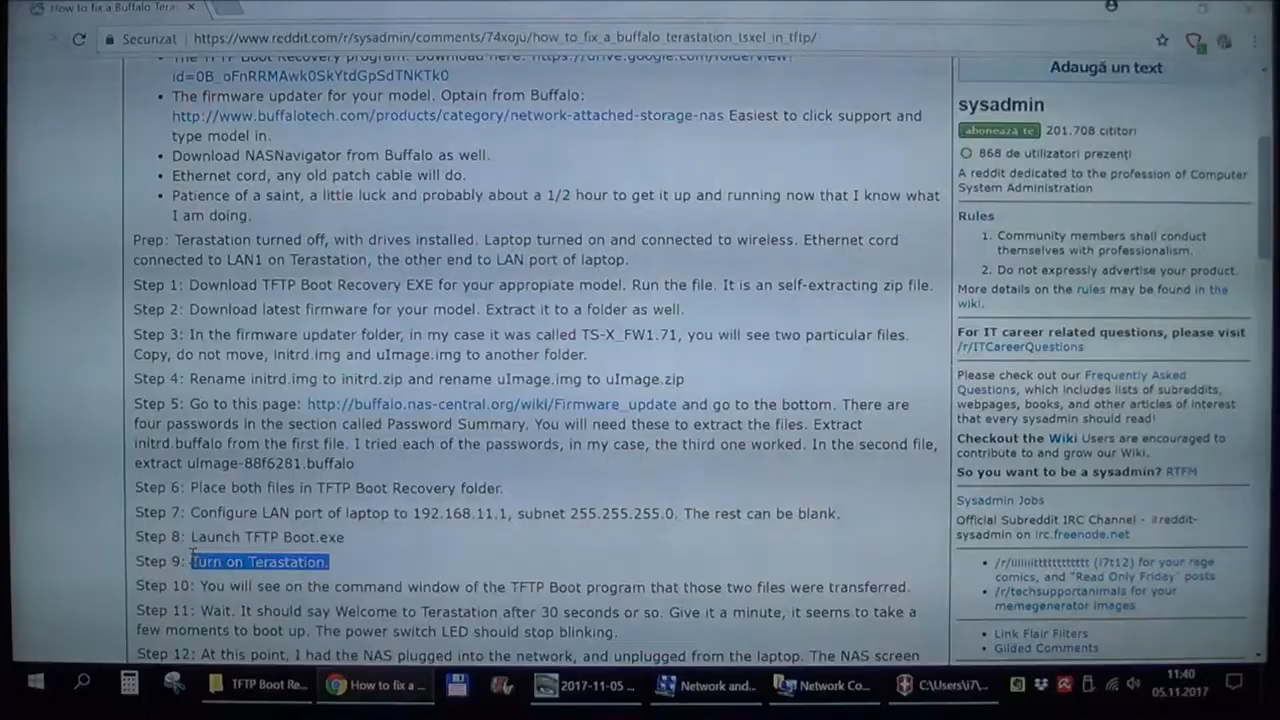 How to fix a Buffalo Tera
Securizat
https://www.reddit.com/r/sysadmin/comments/74xoju/how_to_fix_a_buffalo_terastation_tsxel_in_tftp/
The TFTP Boot Recovery program. Download here: https://drive.google.com/folderview?
id=0B_oFnRRMAwk0SkYtdGpSdTNKTk0
• The firmware updater for your model. Optain from Buffalo:
http://www.buffalotech.com/products/category/network-attached-storage-nas Easiest to click support and
type model in.
• Download NASNavigator from Buffalo as well.
• Ethernet cord, any old patch cable will do.
• Patience of a saint, a little luck and probably about a 1/2 hour to get it up and running now that I know what
I am doing.
Prep: Terastation turned off, with drives installed. Laptop turned on and connected to wireless. Ethernet cord
connected to LAN1 on Terastation, the other end to LAN port of laptop.
Step 1: Download TFTP Boot Recovery EXE for your appropiate model. Run the file. It is an self-extracting zip file.
Step 2: Download latest firmware for your model. Extract it to a folder as well.
Step 3: In the firmware updater folder, in my case it was called TS-X_FW1.71, you will see two particular files.
Copy, do not move, initrd.img and uImage.img to another folder.
Step 4: Rename initrd.img to initrd.zip and rename uImage.img to uImage.zip
Step 5: Go to this page: http://buffalo.nas-central.org/wiki/Firmware_update and go to the bottom. There are
four passwords in the section called Password Summary. You will need these to extract the files. Extract
initrd.buffalo from the first file. I tried each of the passwords, in my case, the third one worked. In the second file,
extract uImage-88f6281.buffalo
Step 6: Place both files in TFTP Boot Recovery folder.
Step 7: Configure LAN port of laptop to 192.168.11.1, subnet 255.255.255.0. The rest can be blank.
Step 8: Launch TFTP Boot.exe
Step 9: Turn on Terastation.
Step 10: You will see on the command window of the TFTP Boot program that those two files were transferred.
Step 11: Wait. It should say Welcome to Terastation after 30 seconds or so. Give it a minute, it seems to take a
few moments to boot up. The power switch LED should stop blinking.
Step 12: At this point, I had the NAS plugged into the network, and unplugged from the laptop. The NAS screen
Adaugă un text
sysadmin
abonează-te 201.708 cititori
868 de utilizatori prezenți
A reddit dedicated to the profession of Computer
System Administration
Rules
1. Community members shall conduct
themselves with professionalism.
2. Do not expressly advertise your product.
More details on the rules may be found in the
wiki.
For IT career related questions, please visit
/r/ITCareerQuestions
Please check out our Frequently Asked
Questions, which includes lists of subreddits,
webpages, books, and other articles of interest
that every sysadmin should read!
Checkout the Wiki Users are encouraged to
contribute to and grow our Wiki.
So you want to be a sysadmin? RTFM
Sysadmin Jobs
Official Subreddit IRC Channel - #reddit-
sysadmin on irc.freenode.net
• /r/iiiiiiitttttttttttt (i7t12) for your rage
comics, and "Read Only Friday" posts
• /r/techsupportanimals for your
memegenerator images
• Link Flair Filters
• Gilded Comments
TFTP Boot Re...
How to fix a ...
2017-11-05 ...
Network and...
Network Co...
C:\Users\i7\...
11:40
05.11.2017